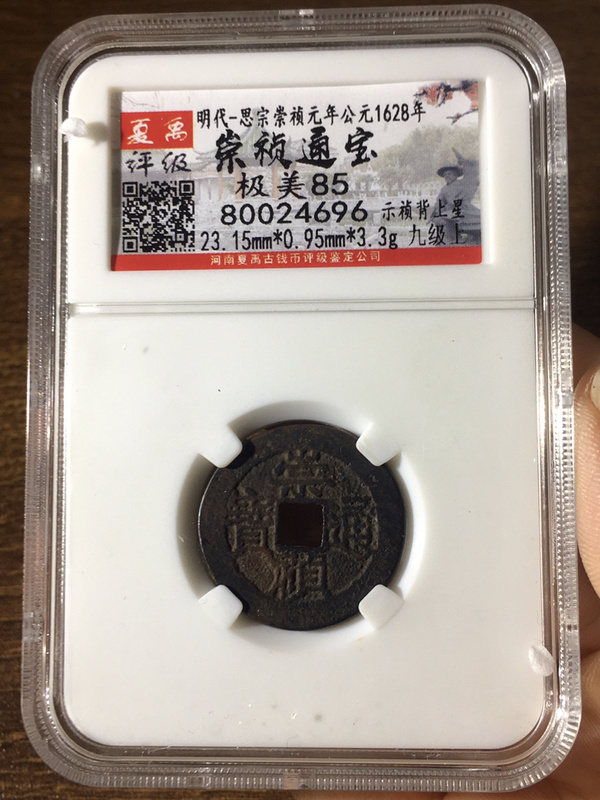 夏禹
评级
明代-思宗崇祯元年公元1628年
崇祯通宝
极美85
80024696 示祯背上星
23.15mm*0.95mm*3.3g 九级上
河南夏禹古钱币评级鉴定公司
崇禎通寶